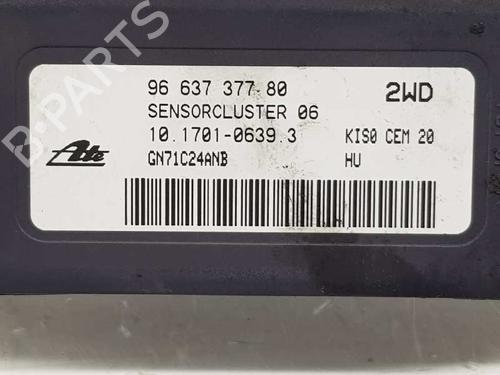 96 637 377 80 2WD
SENSORCLUSTER 06
10.1701-0639.3 KIS0 CEM 20
Ate GN71C24ANB HU
B-PARTS